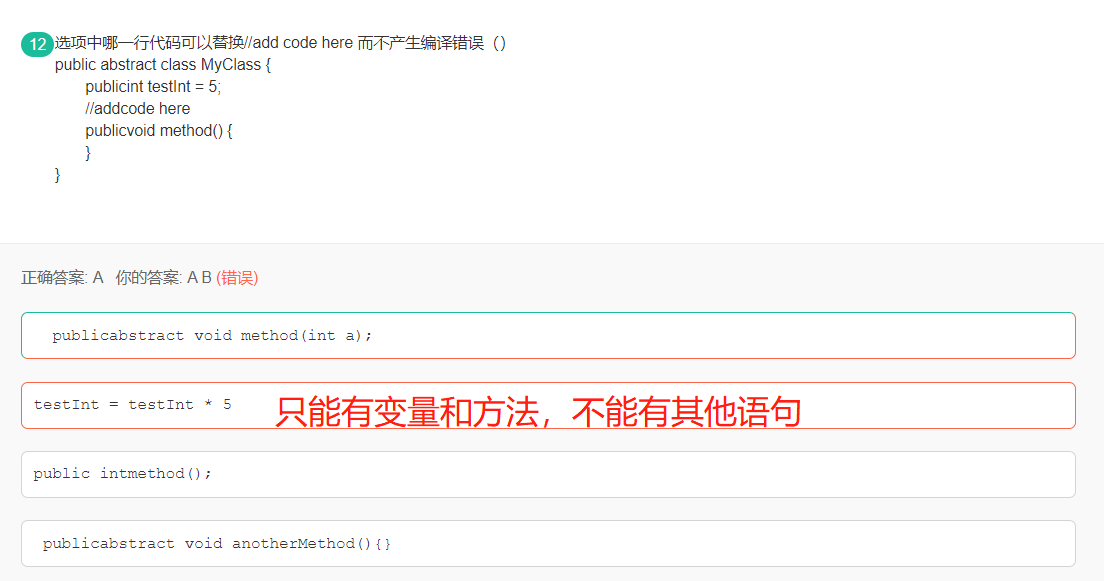 12 选项中哪一行代码可以替换//add code here 而不产生编译错误（）
public abstract class MyClass {
publicint testInt = 5;
//addcode here
publicvoid method() {
}
}
正确答案: A 你的答案: A B (错误)
publicabstract void method(int a);
testInt = testInt * 5
只能有变量和方法，不能有其他语句
public intmethod();
publicabstract void anotherMethod(){}